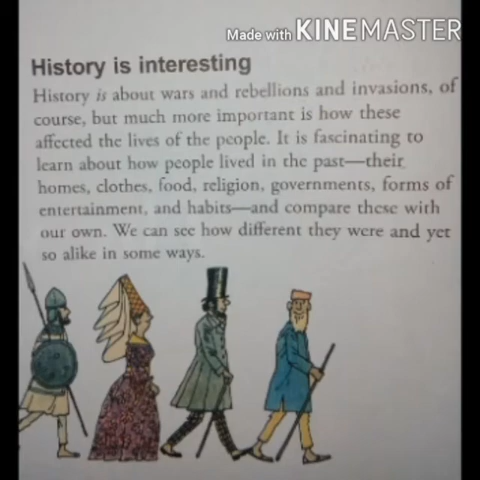 Made with KINEMASTER
History is interesting
History is about wars and rebellions and invasions, of
course, but much more important is how these
affected the lives of the people. It is fascinating to
learn about how people lived in the past—their
homes, clothes, food, religion, governments, forms of
entertainment, and habits—and compare these with
our own. We can see how different they were and yet
so alike in some ways.